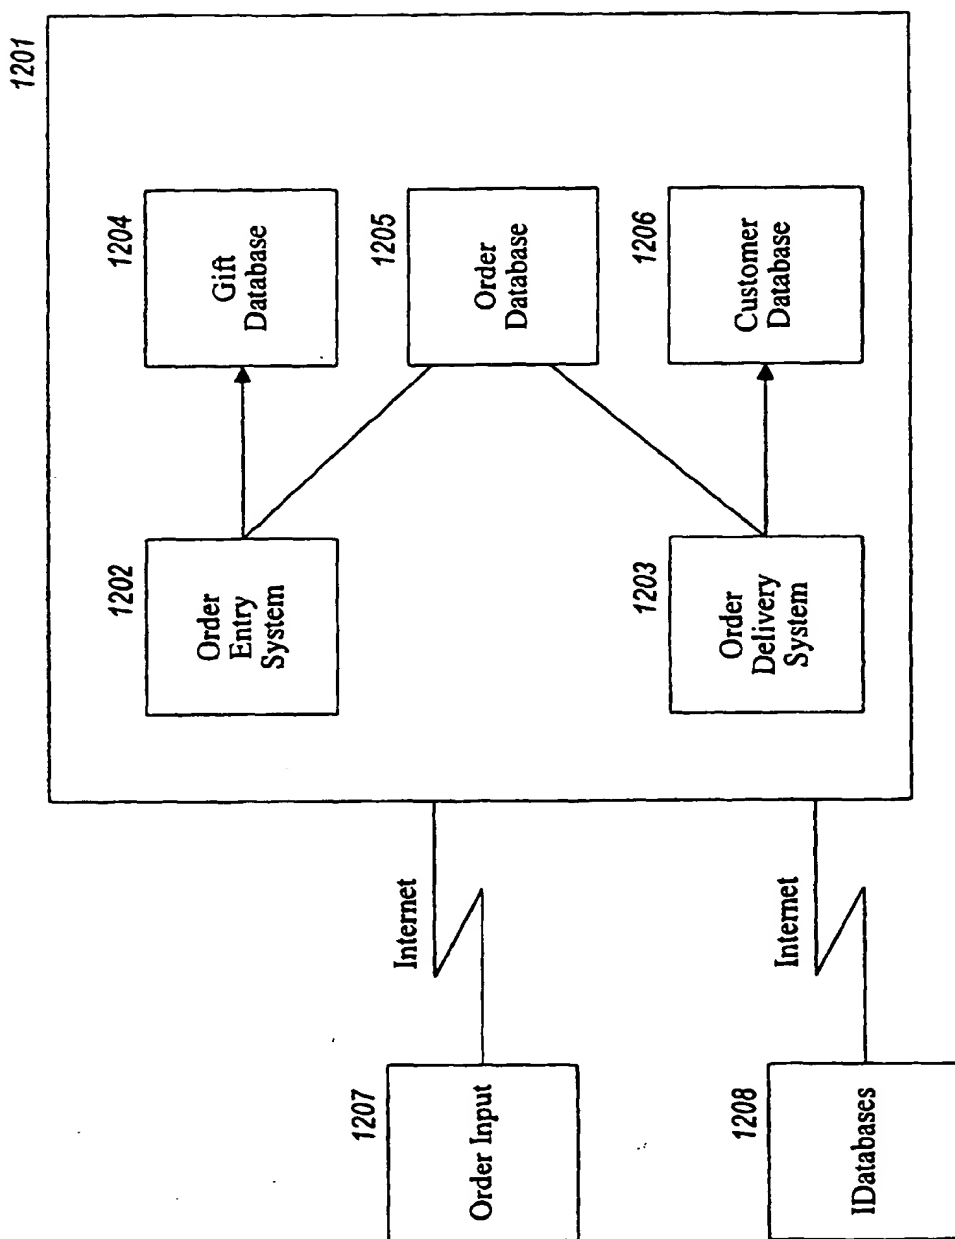 1201
1202
Order
Entry
System
1204
Gift
Database
1205
Order
Database
1203
Order
Delivery
System
1206
Customer
Database
Internet
Internet
1207
Order Input
1208
IDatabases